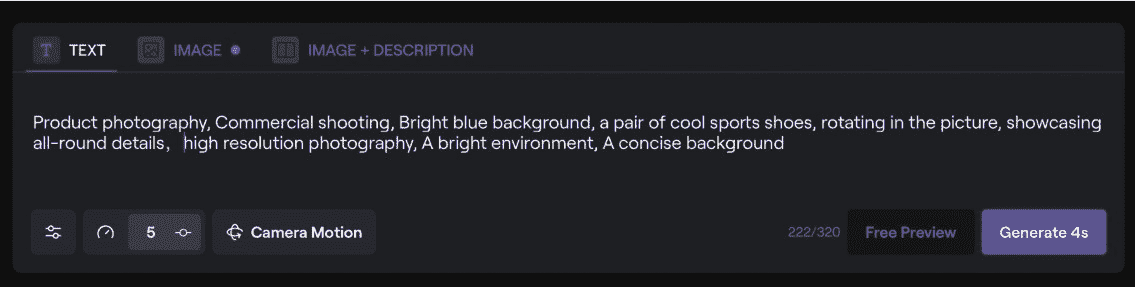 T TEXT IMAGE IMAGE + DESCRIPTION
Product photography, Commercial shooting, Bright blue background, a pair of cool sports shoes, rotating in the picture, showcasing
all-round details， high resolution photography, A bright environment, A concise background
5 Camera Motion 222/320 Free Preview Generate 4s